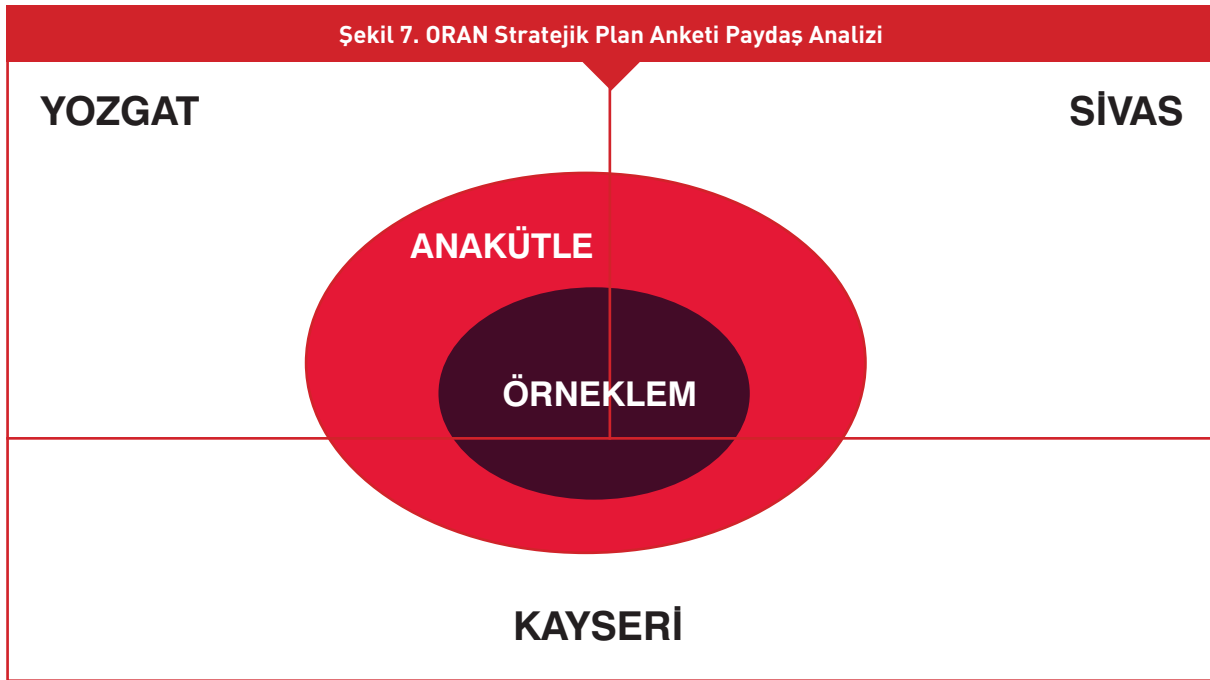 Şekil 7. ORAN Stratejik Plan Anketi Paydaş Analizi
YOZGAT
SİVAS
ANAKÜTLE
ÖRNEKLEM
KAYSERİ